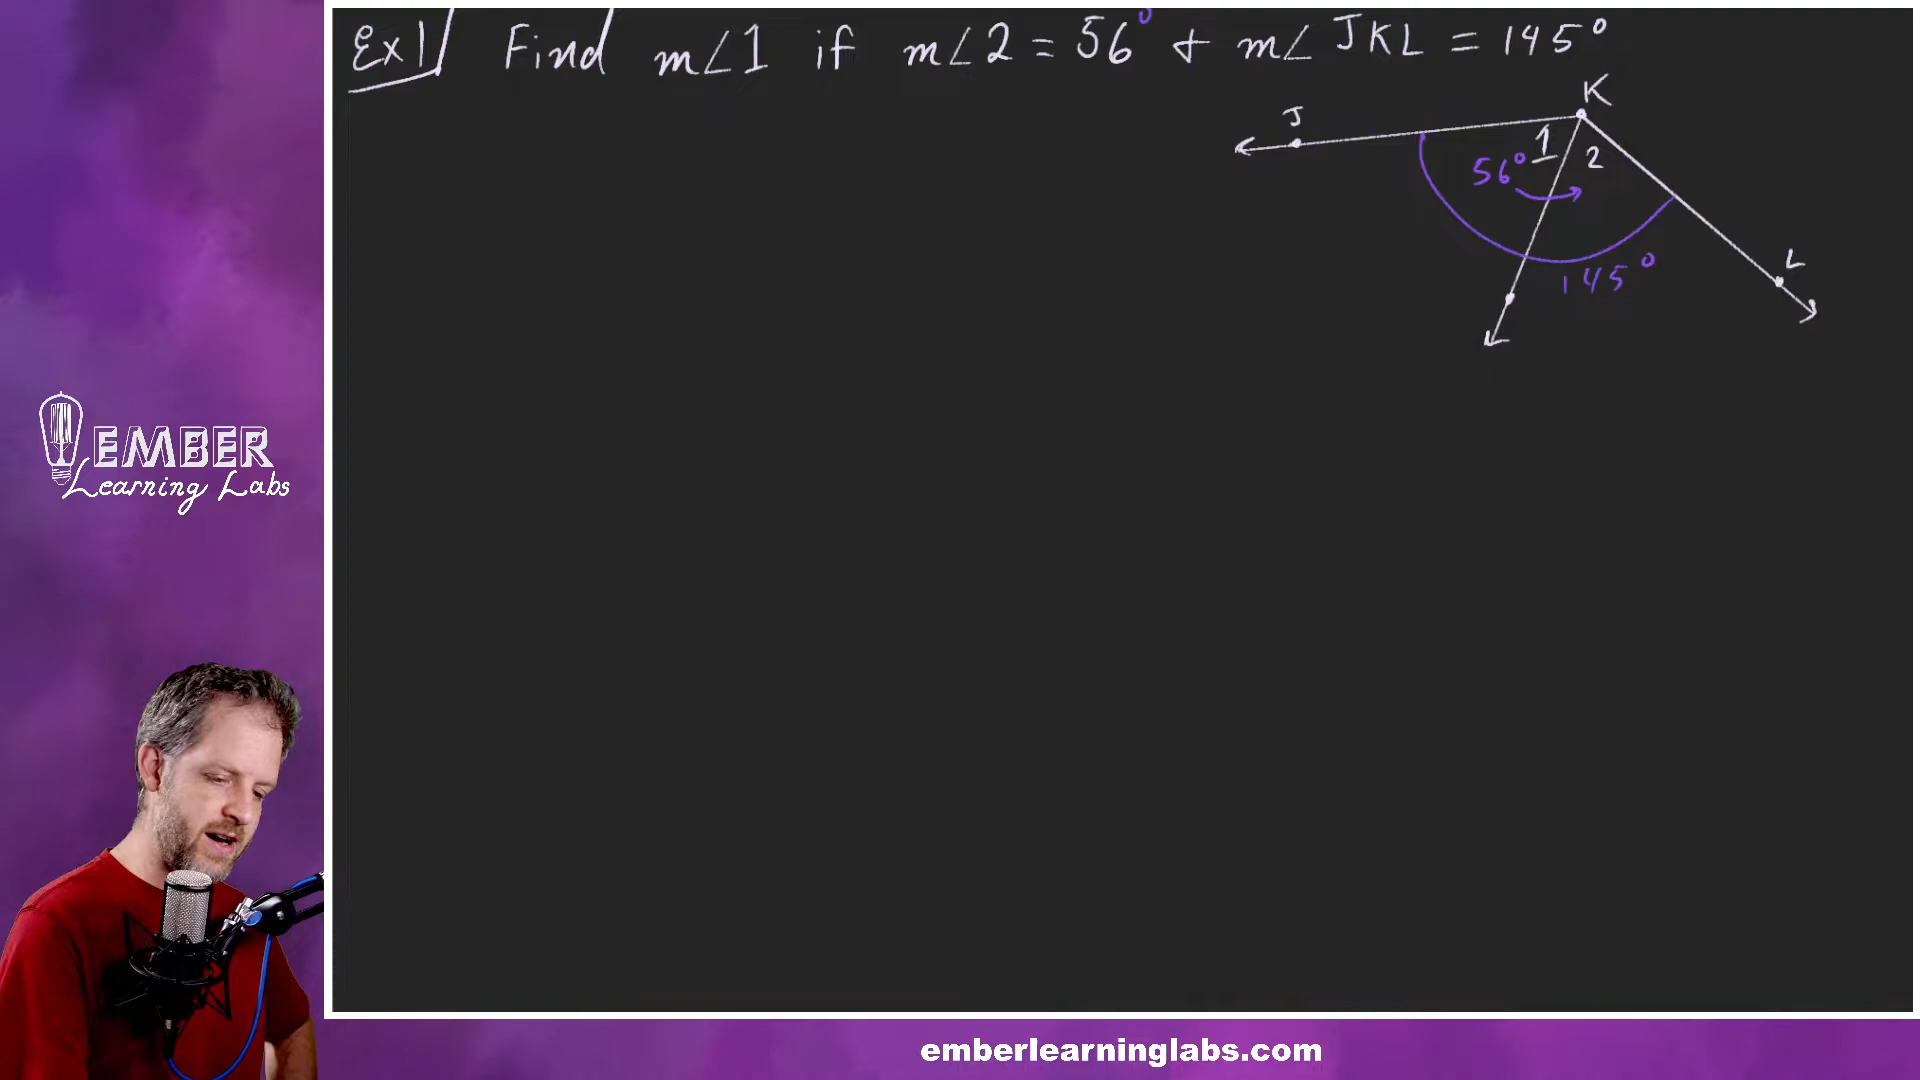 Ex1 Find m∠1 if m∠2 = 56° + m∠JKL = 145°
K
J
1
2
56°
L
145°
EMBER
Learning Labs
emberlearninglabs.com